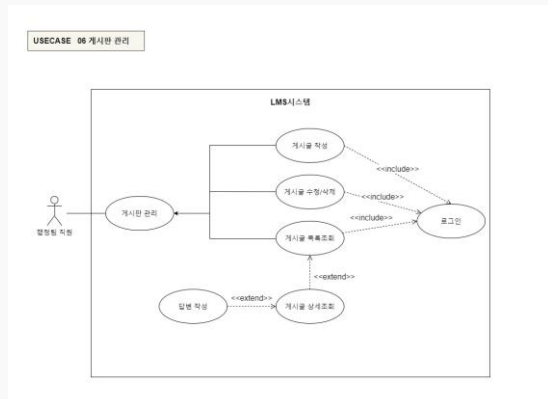 USECASE 06 게시판 관리
LMS시스템
게시글 작성
<<include>>
게시글 수정/삭제
<<include>>
게시판 관리
<<include>>
로그인
행정팀 직원
게시글 목록조회
<<extend>>
답변 작성
<<extend>>
게시글 상세조회